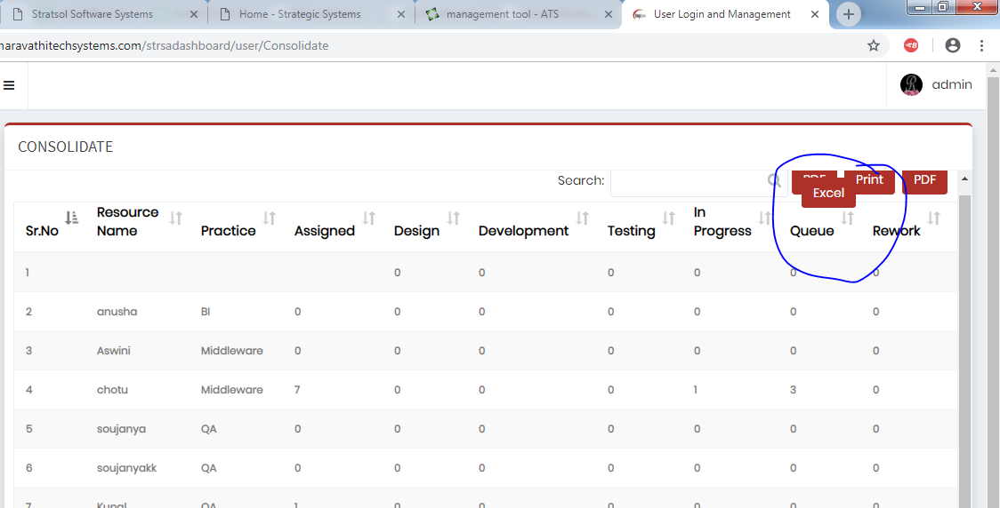 Stratsol Software Systems
Home - Strategic Systems
management tool - ATS
User Login and Management
naravathitechsystems.com/strsadashboard/user/Consolidate
admin
CONSOLIDATE
Search:
PDF Print PDF
Excel
Sr.No Resource Name Practice Assigned Design Development Testing In Progress Queue Rework
1 0 0 0 0 0 0
2 anusha BI 0 0 0 0 0 0 0
3 Aswini Middleware 0 0 0 0 0 0 0
4 chotu Middleware 7 0 0 0 1 3 0
5 soujanya QA 0 0 0 0 0 0 0
6 soujanyakk QA 0 0 0 0 0 0 0
7 Kunal QA 1 0 0 0 0 0 0